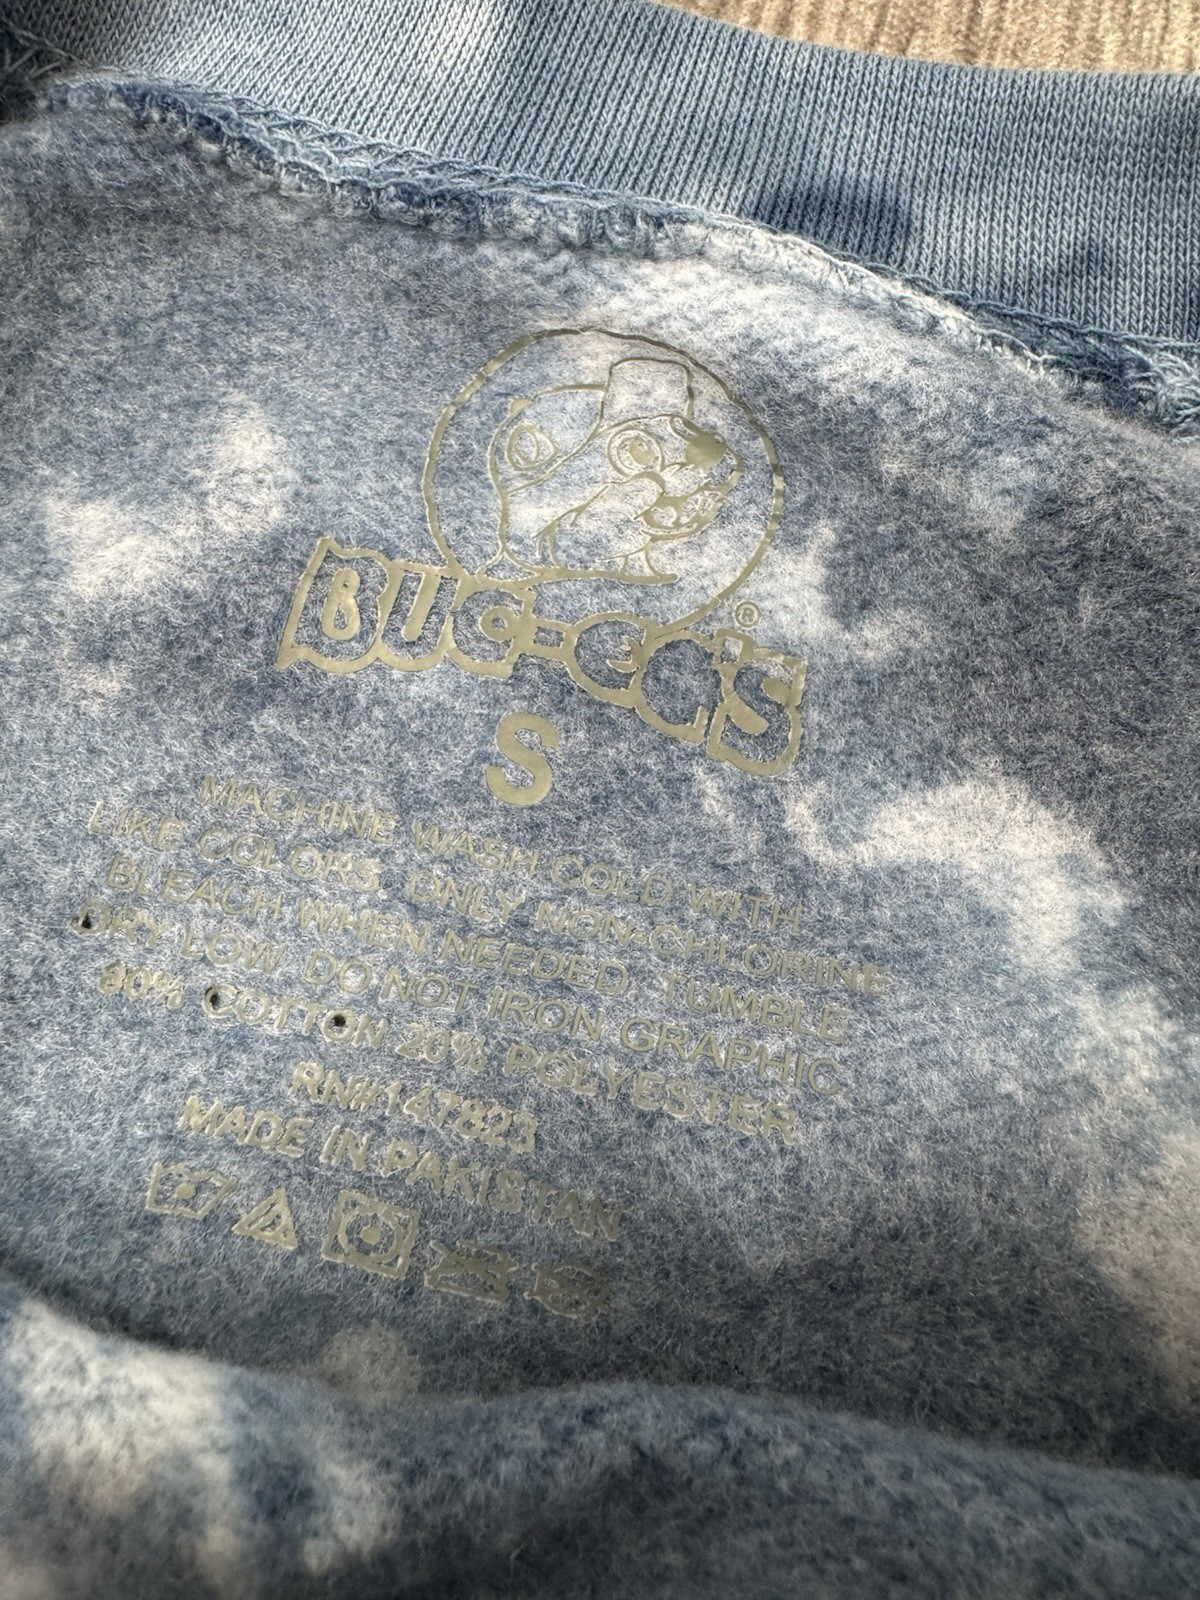 BUC-EE'S®
S
MACHINE WASH COLD WITH
LIKE COLORS. ONLY NON-CHLORINE
BLEACH WHEN NEEDED. TUMBLE
DRY LOW. DO NOT IRON GRAPHIC
80% COTTON 20% POLYESTER
RN#147823
MADE IN PAKISTAN